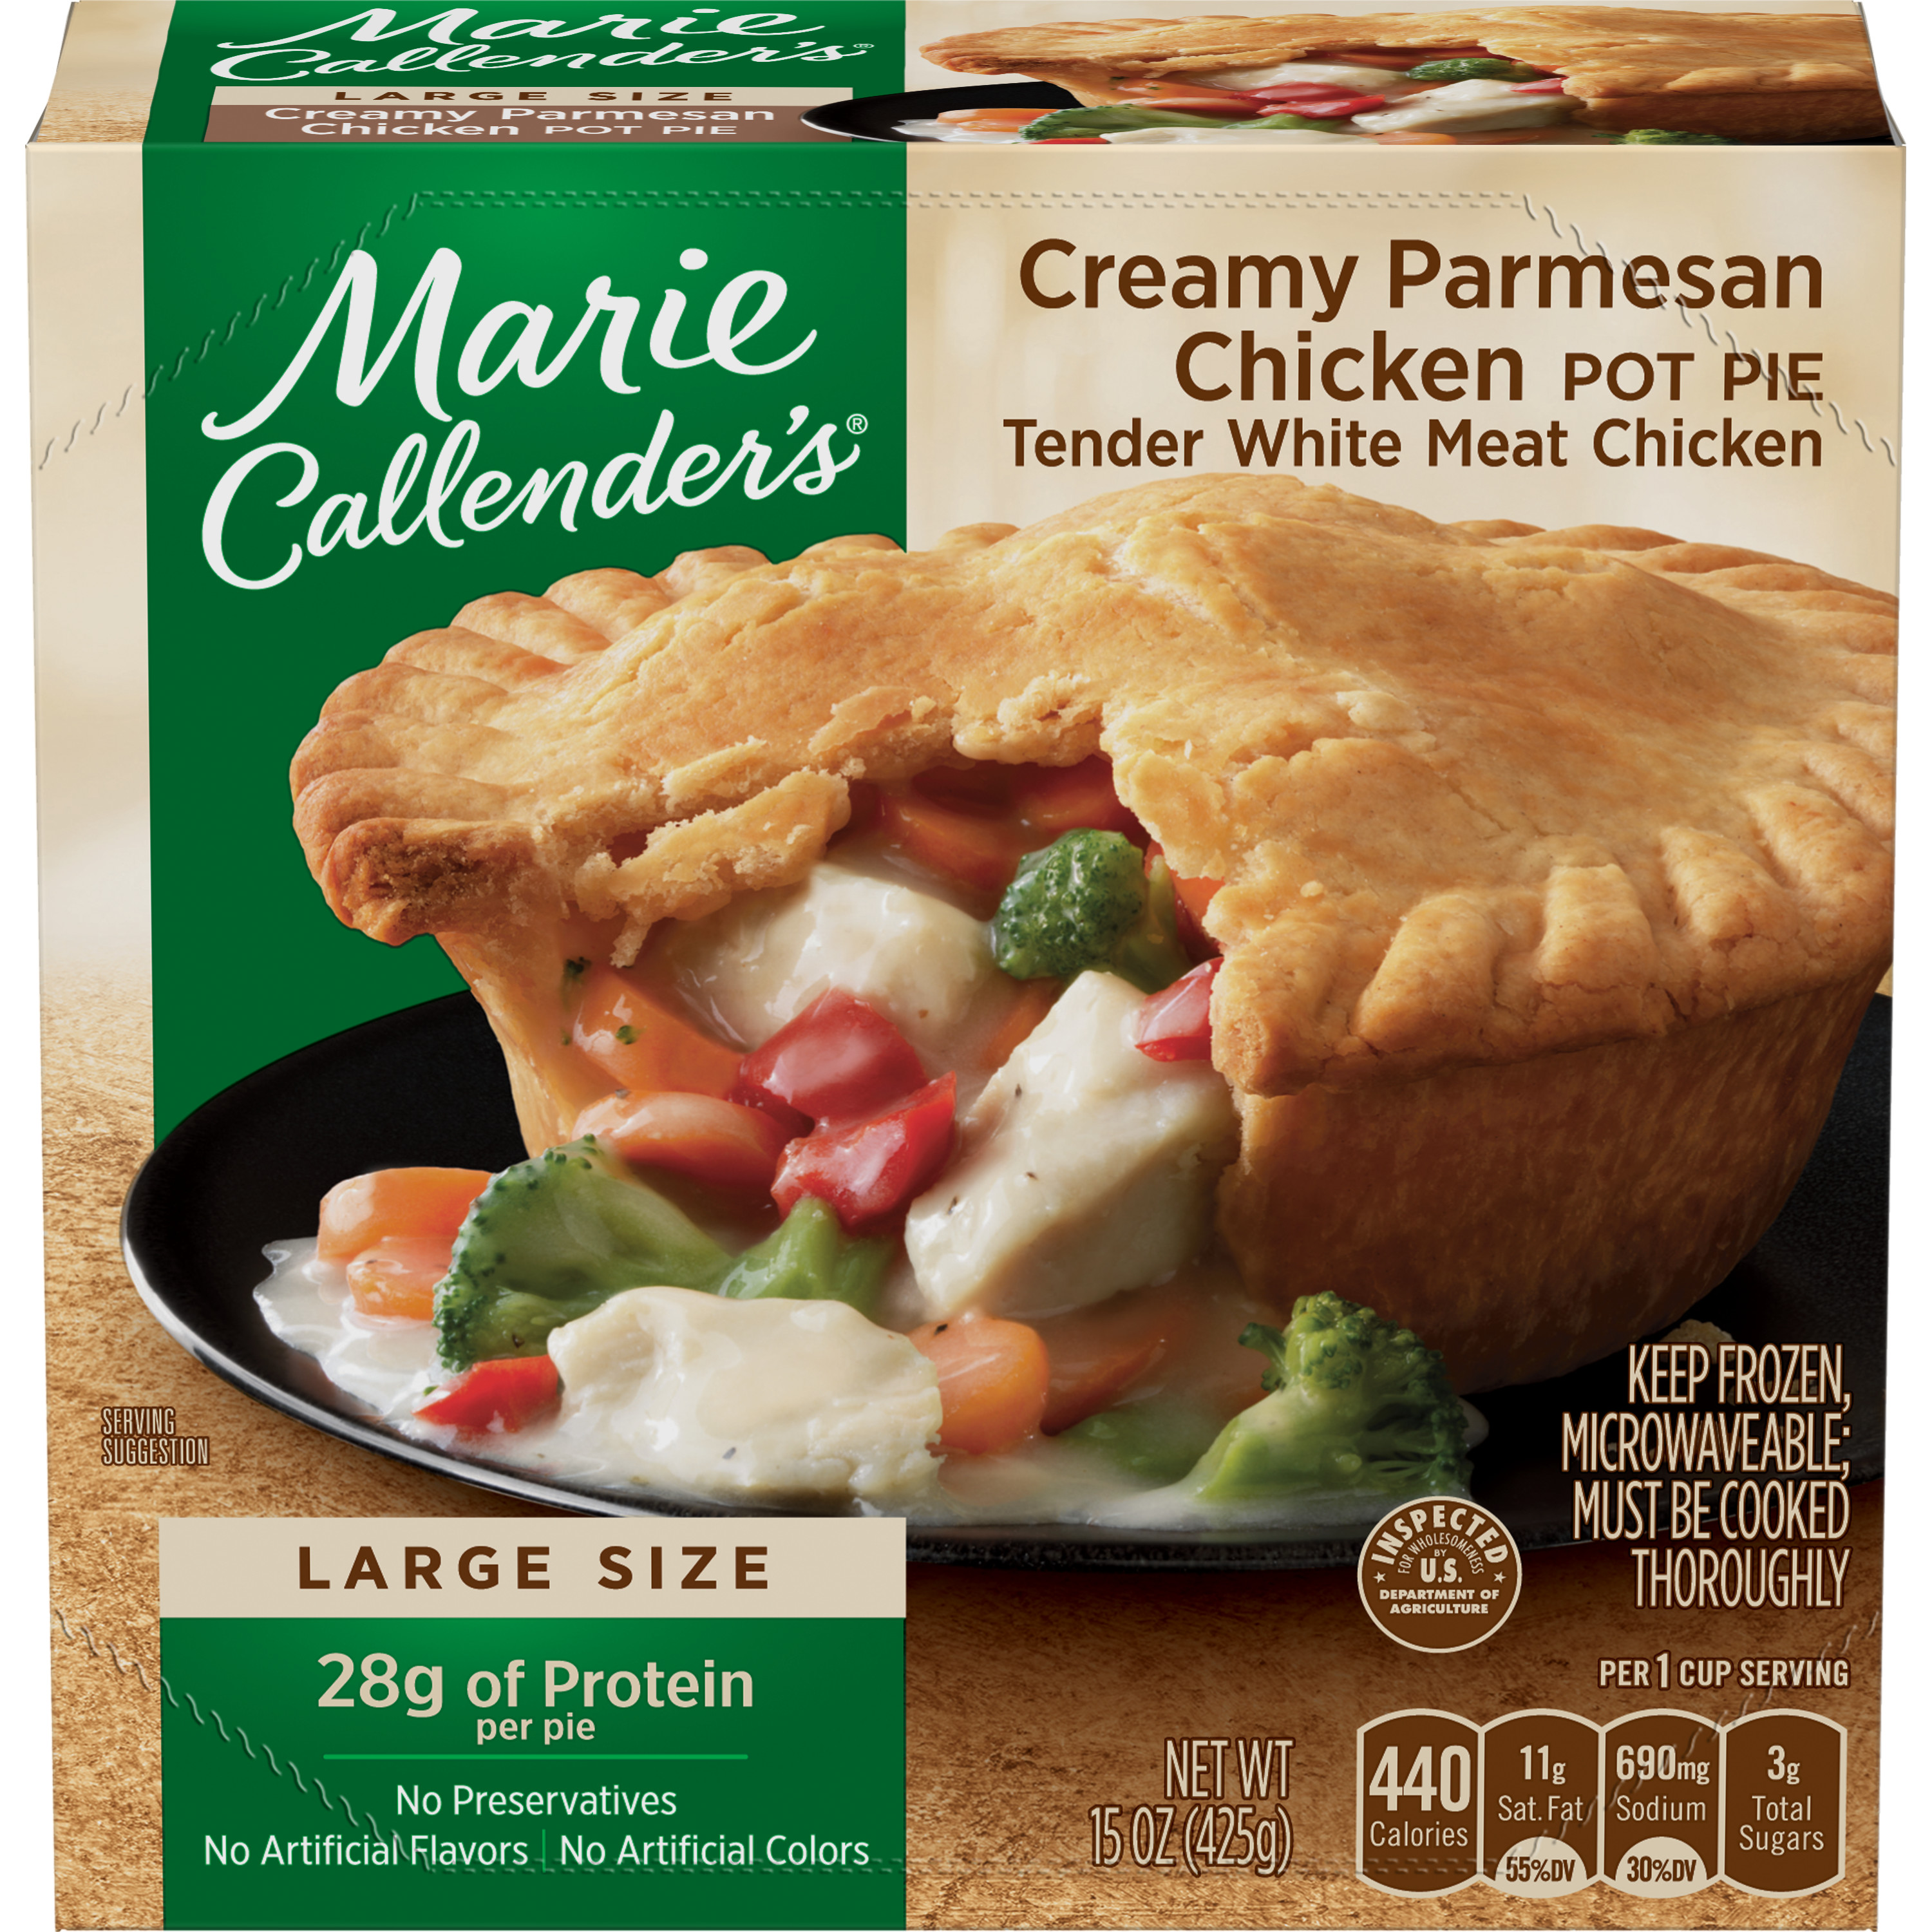 Marie
Callender's®
LARGE SIZE
Creamy Parmesan
Chicken POT PIE
Marie
Callender's®
Creamy Parmesan
Chicken POT PIE
Tender White Meat Chicken
SERVING
SUGGESTION
KEEP FROZEN,
MICROWAVEABLE;
MUST BE COOKED
THOROUGHLY
INSPECTED
FOR WHOLESOMENESS
BY
U.S.
DEPARTMENT OF
AGRICULTURE
LARGE SIZE
28g of Protein
per pie
No Preservatives
No Artificial Flavors | No Artificial Colors
NET WT
15 OZ (425g)
PER 1 CUP SERVING
440
Calories
11g
Sat. Fat
55%DV
690mg
Sodium
30%DV
3g
Total
Sugars